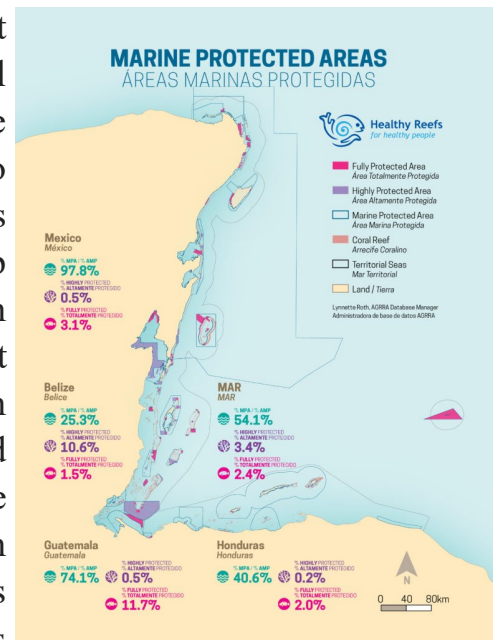 t
l
e
o
s
o
n
t
n
d
e
n
s
s
MARINE PROTECTED AREAS
ÁREAS MARINAS PROTEGIDAS
Healthy Reefs
for healthy people
Fully Protected Area
Área Totalmente Protegida
Highly Protected Area
Área Altamente Protegida
Marine Protected Area
Área Marina Protegida
Coral Reef
Arrecife Coralino
Territorial Seas
Mar Territorial
Land / Tierra
Lynnette Roth, AGRRA Database Manager
Administradora de base de datos AGRRA
Mexico
México
% MPA / % AMP
97.8%
% HIGHLY PROTECTED
% ALTAMENTE PROTEGIDO
0.5%
% FULLY PROTECTED
% TOTALMENTE PROTEGIDO
3.1%
Belize
Belice
% MPA / % AMP
25.3%
% HIGHLY PROTECTED
% ALTAMENTE PROTEGIDO
10.6%
% FULLY PROTECTED
% TOTALMENTE PROTEGIDO
1.5%
MAR
MAR
% MPA / % AMP
54.1%
% HIGHLY PROTECTED
% ALTAMENTE PROTEGIDO
3.4%
% FULLY PROTECTED
% TOTALMENTE PROTEGIDO
2.4%
Guatemala
Guatemala
% MPA / % AMP
74.1%
% HIGHLY PROTECTED
% ALTAMENTE PROTEGIDO
0.5%
% FULLY PROTECTED
% TOTALMENTE PROTEGIDO
11.7%
Honduras
Honduras
% MPA / % AMP
40.6%
% HIGHLY PROTECTED
% ALTAMENTE PROTEGIDO
0.2%
% FULLY PROTECTED
% TOTALMENTE PROTEGIDO
2.0%
N
0 40 80km